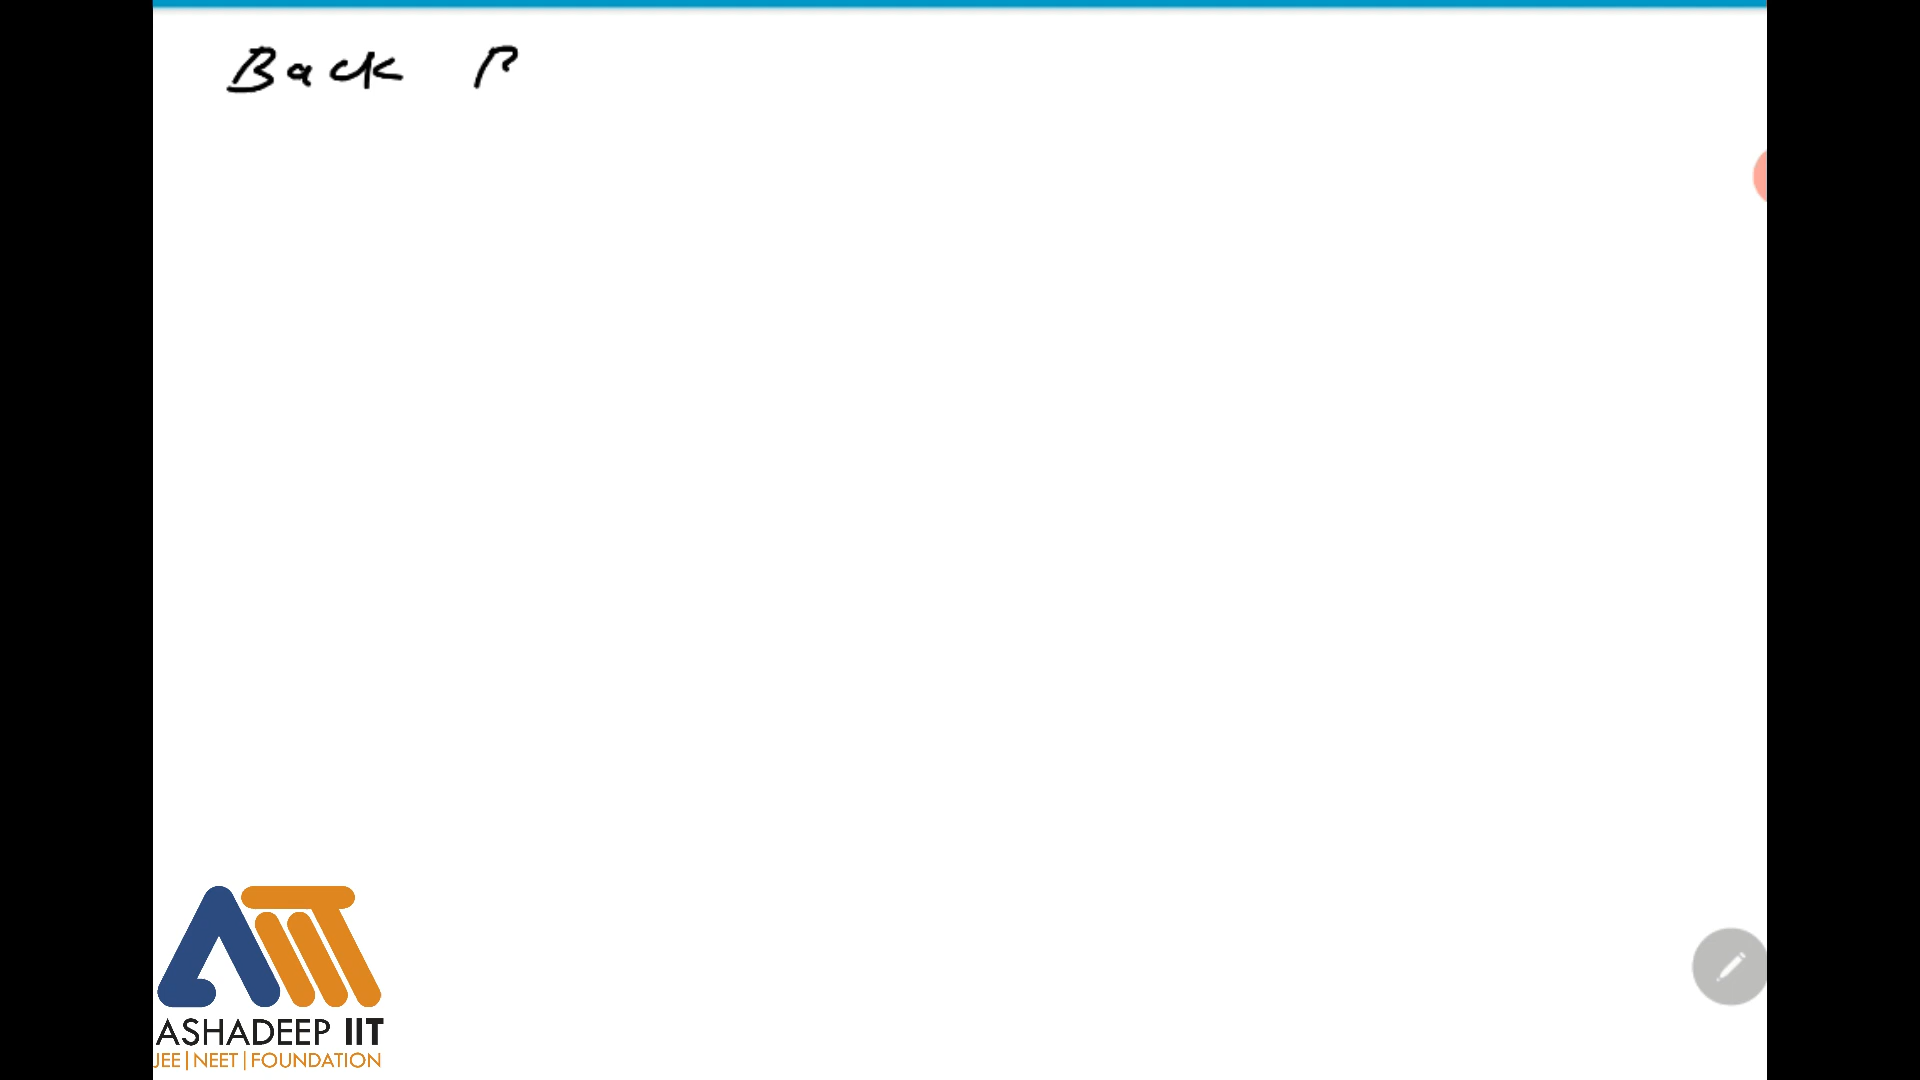 Back
ASHADEEP IIT
JEE | NEET | FOUNDATION